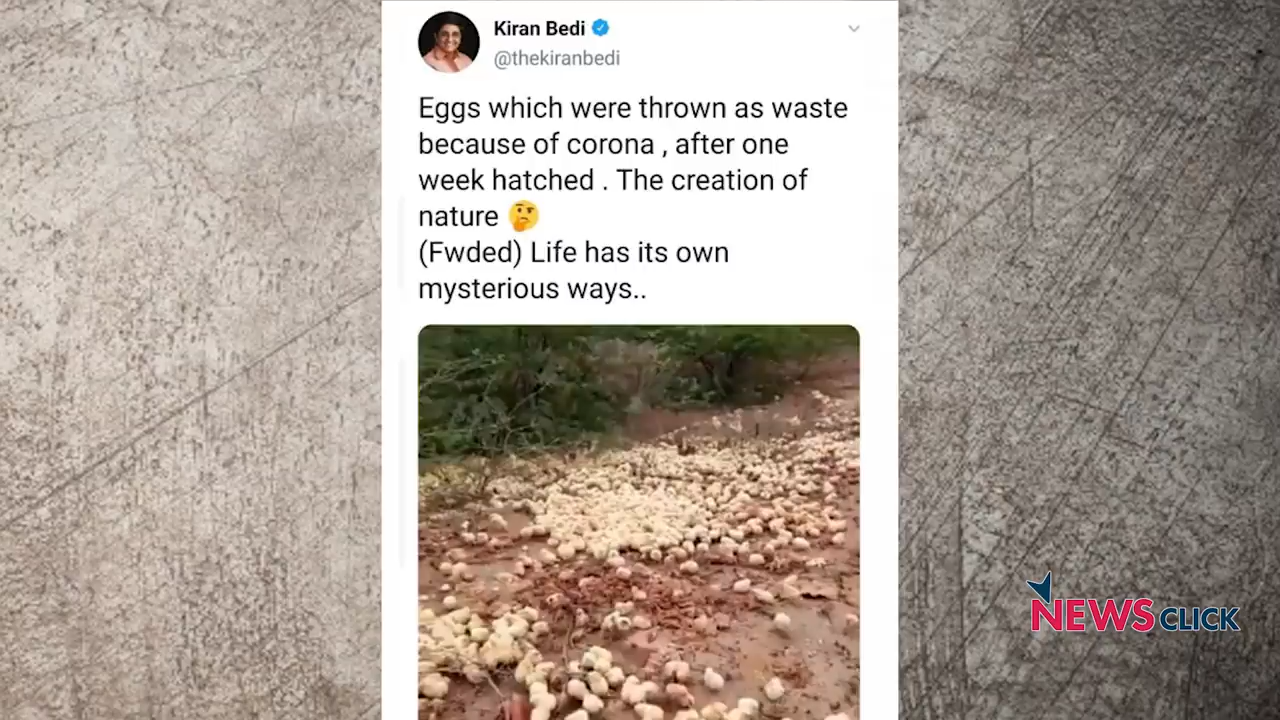 Kiran Bedi
@thekiranbedi
Eggs which were thrown as waste
because of corona , after one
week hatched . The creation of
nature 🤔
(Fwded) Life has its own
mysterious ways..
NEWSCLICK